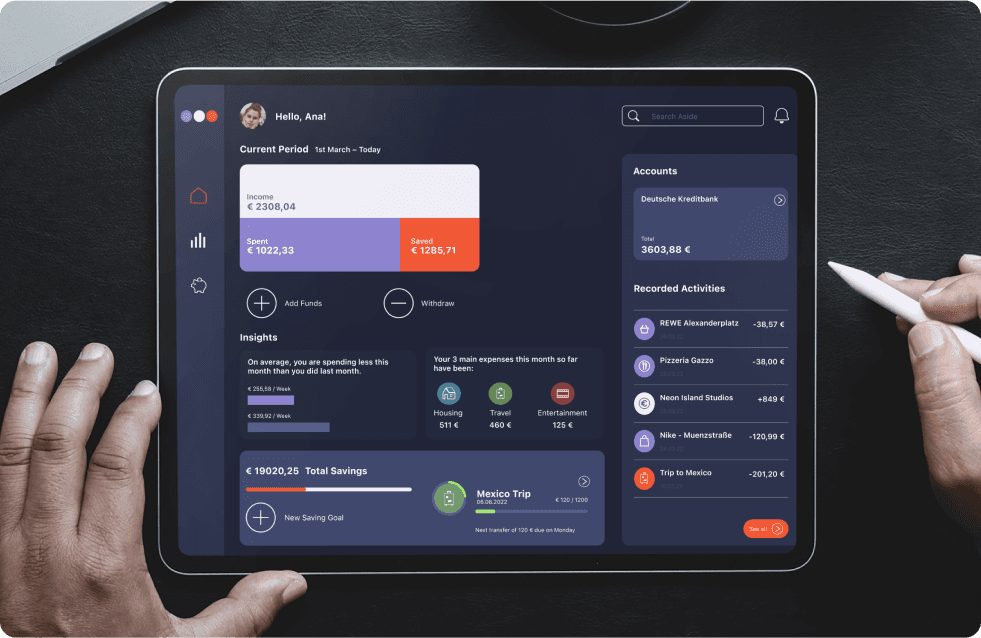 Hello, Ana!
Search Aside
Current Period 1st March – Today
Income
€ 2308,04
Spent
€ 1022,33
Saved
€ 1285,71
Add Funds
Withdraw
Insights
On average, you are spending less this
month than you did last month.
€ 255,58 / Week
€ 339,92 / Week
Your 3 main expenses this month so far
have been:
Housing
511 €
Travel
460 €
Entertainment
125 €
€ 19020,25 Total Savings
New Saving Goal
Mexico Trip
06.06.2022
€ 120 / 1200
Next transfer of 120 € due on Monday
Accounts
Deutsche Kreditbank
Total
3603,88 €
Recorded Activities
REWE Alexanderplatz -38,57 €
Pizzeria Gazzo -38,00 €
Neon Island Studios +849 €
Nike - Muenzstraße -120,99 €
Trip to Mexico -201,20 €
See all